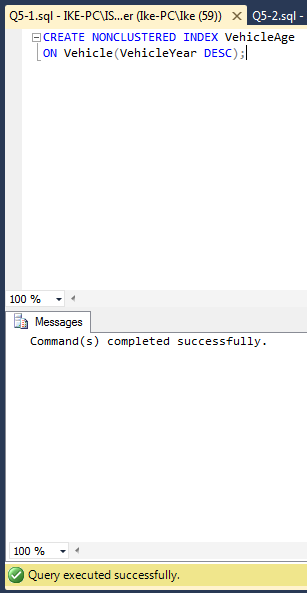 Q5-1.sql - IKE-PC\IS...er (Ike-PC\Ike (59)) Q5-2.sql -
CREATE NONCLUSTERED INDEX VehicleAge
ON Vehicle(VehicleYear DESC);
100 %
Messages
Command(s) completed successfully.
100 %
Query executed successfully.